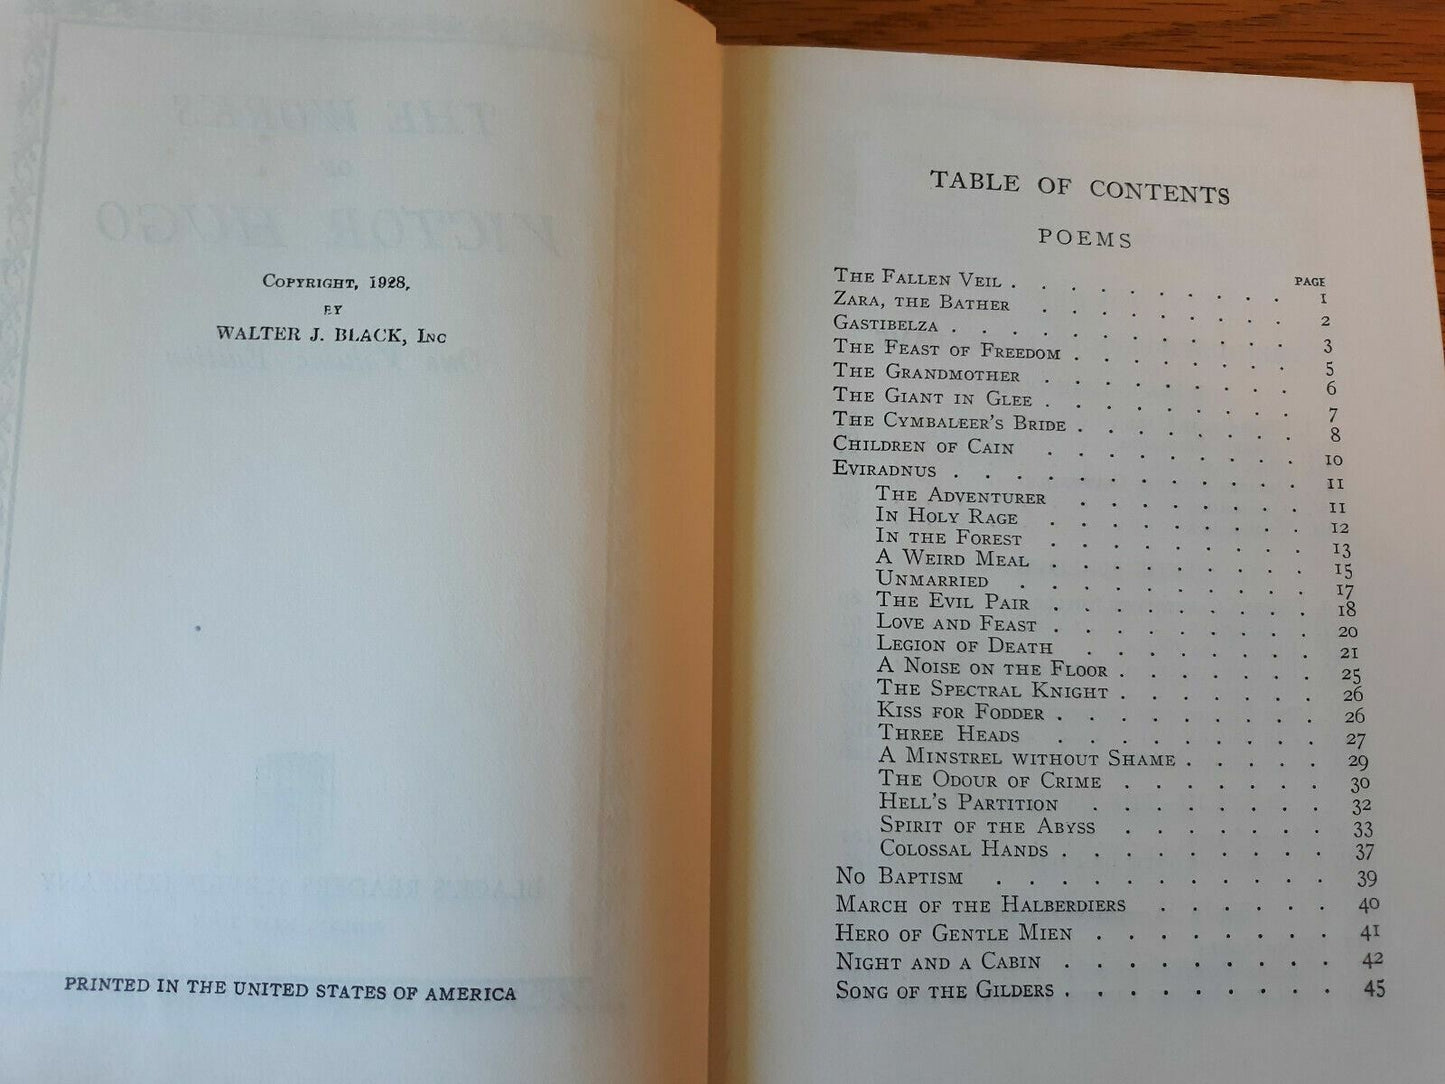 COPYRIGHT, 1928,
BY
WALTER J. BLACK, INC
PRINTED IN THE UNITED STATES OF AMERICA
TABLE OF CONTENTS
POEMS
PAGE
THE FALLEN VEIL . . . . . . . . . . 1
ZARA, THE BATHER . . . . . . . . . 2
GASTIBELZA . . . . . . . . . . . . 3
THE FEAST OF FREEDOM . . . . . . . . 5
THE GRANDMOTHER . . . . . . . . . 6
THE GIANT IN GLEE . . . . . . . . . 7
THE CYMBALEER'S BRIDE . . . . . . . . 8
CHILDREN OF CAIN . . . . . . . . . 10
EVIRADNUS . . . . . . . . . . . . 11
THE ADVENTURER . . . . . . . . 11
IN HOLY RAGE . . . . . . . . . 12
IN THE FOREST . . . . . . . . . 13
A WEIRD MEAL . . . . . . . . . 15
UNMARRIED . . . . . . . . . . 17
THE EVIL PAIR . . . . . . . . . 18
LOVE AND FEAST . . . . . . . . . 20
LEGION OF DEATH . . . . . . . . 21
A NOISE ON THE FLOOR . . . . . . . 25
THE SPECTRAL KNIGHT . . . . . . . 26
KISS FOR FODDER . . . . . . . . . 26
THREE HEADS . . . . . . . . . 27
A MINSTREL WITHOUT SHAME . . . . . 29
THE ODOUR OF CRIME . . . . . . . 30
HELL'S PARTITION . . . . . . . . 32
SPIRIT OF THE ABYSS . . . . . . . 33
COLOSSAL HANDS . . . . . . . . . 37
NO BAPTISM . . . . . . . . . . . 39
MARCH OF THE HALBERDIERS . . . . . . 40
HERO OF GENTLE MIEN . . . . . . . . 41
NIGHT AND A CABIN . . . . . . . . . 42
SONG OF THE GILDERS . . . . . . . . . 45